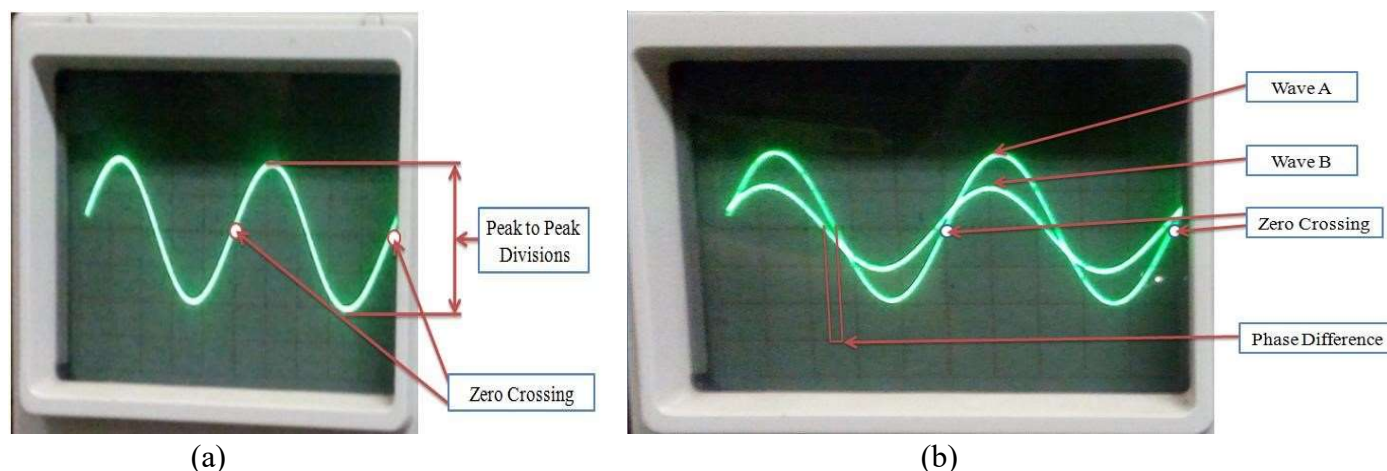 Peak to Peak
Divisions
Zero Crossing
(a)
Wave A
Wave B
Zero Crossing
Phase Difference
(b)